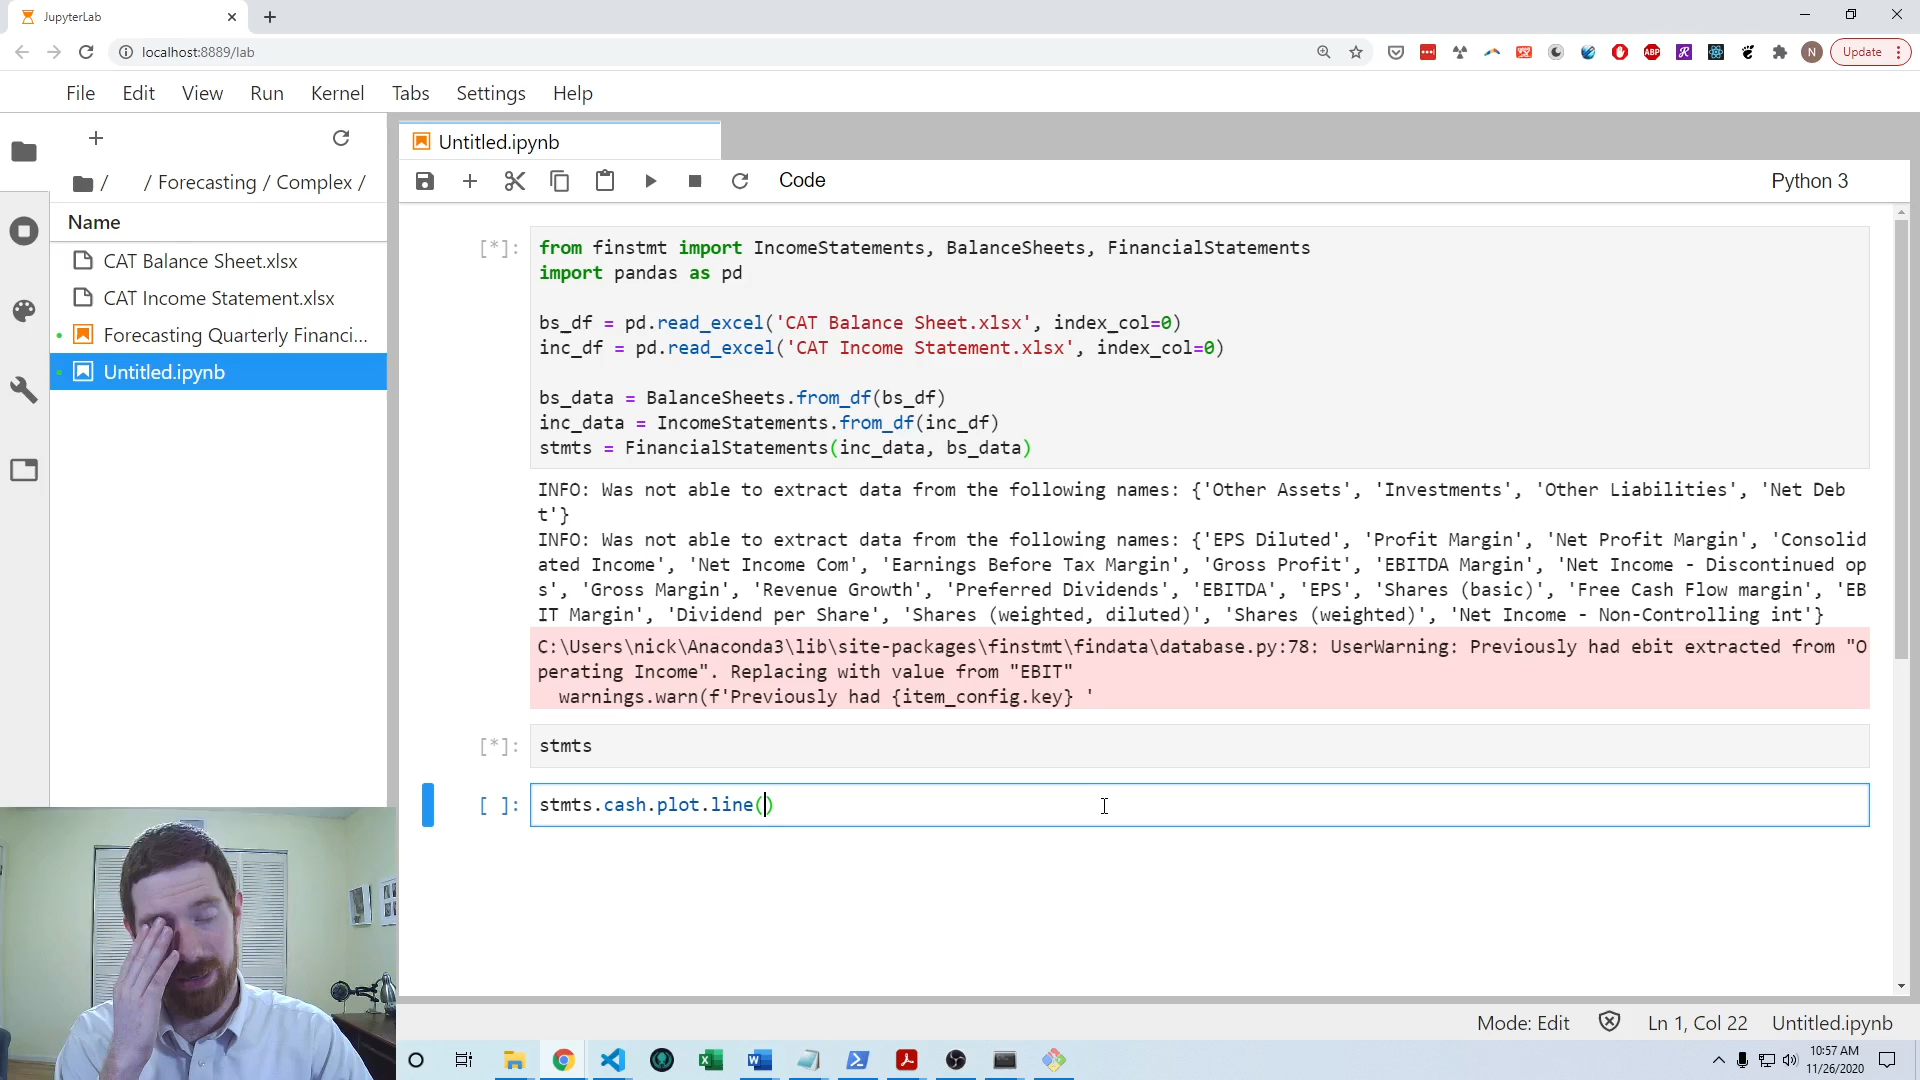 JupyterLab
localhost:8889/lab
ABP
N
Update
File Edit View Run Kernel Tabs Settings Help
Untitled.ipynb
/ / Forecasting / Complex /
Code
Python 3
Name
CAT Balance Sheet.xlsx
CAT Income Statement.xlsx
Forecasting Quarterly Financi...
Untitled.ipynb
[*]:
from finstmt import IncomeStatements, BalanceSheets, FinancialStatements
import pandas as pd
bs_df = pd.read_excel('CAT Balance Sheet.xlsx', index_col=0)
inc_df = pd.read_excel('CAT Income Statement.xlsx', index_col=0)
bs_data = BalanceSheets.from_df(bs_df)
inc_data = IncomeStatements.from_df(inc_df)
stmts = FinancialStatements(inc_data, bs_data)
INFO: Was not able to extract data from the following names: {'Other Assets', 'Investments', 'Other Liabilities', 'Net Deb
t'}
INFO: Was not able to extract data from the following names: {'EPS Diluted', 'Profit Margin', 'Net Profit Margin', 'Consolid
ated Income', 'Net Income Com', 'Earnings Before Tax Margin', 'Gross Profit', 'EBITDA Margin', 'Net Income - Discontinued op
s', 'Gross Margin', 'Revenue Growth', 'Preferred Dividends', 'EBITDA', 'EPS', 'Shares (basic)', 'Free Cash Flow margin', 'EB
IT Margin', 'Dividend per Share', 'Shares (weighted, diluted)', 'Shares (weighted)', 'Net Income - Non-Controlling int'}
C:\Users\nick\Anaconda3\lib\site-packages\finstmt\findata\database.py:78: UserWarning: Previously had ebit extracted from "O
perating Income". Replacing with value from "EBIT"
warnings.warn(f'Previously had {item_config.key} '
[*]:
stmts
[ ]:
stmts.cash.plot.line()
Mode: Edit Ln 1, Col 22 Untitled.ipynb
10:57 AM
11/26/2020